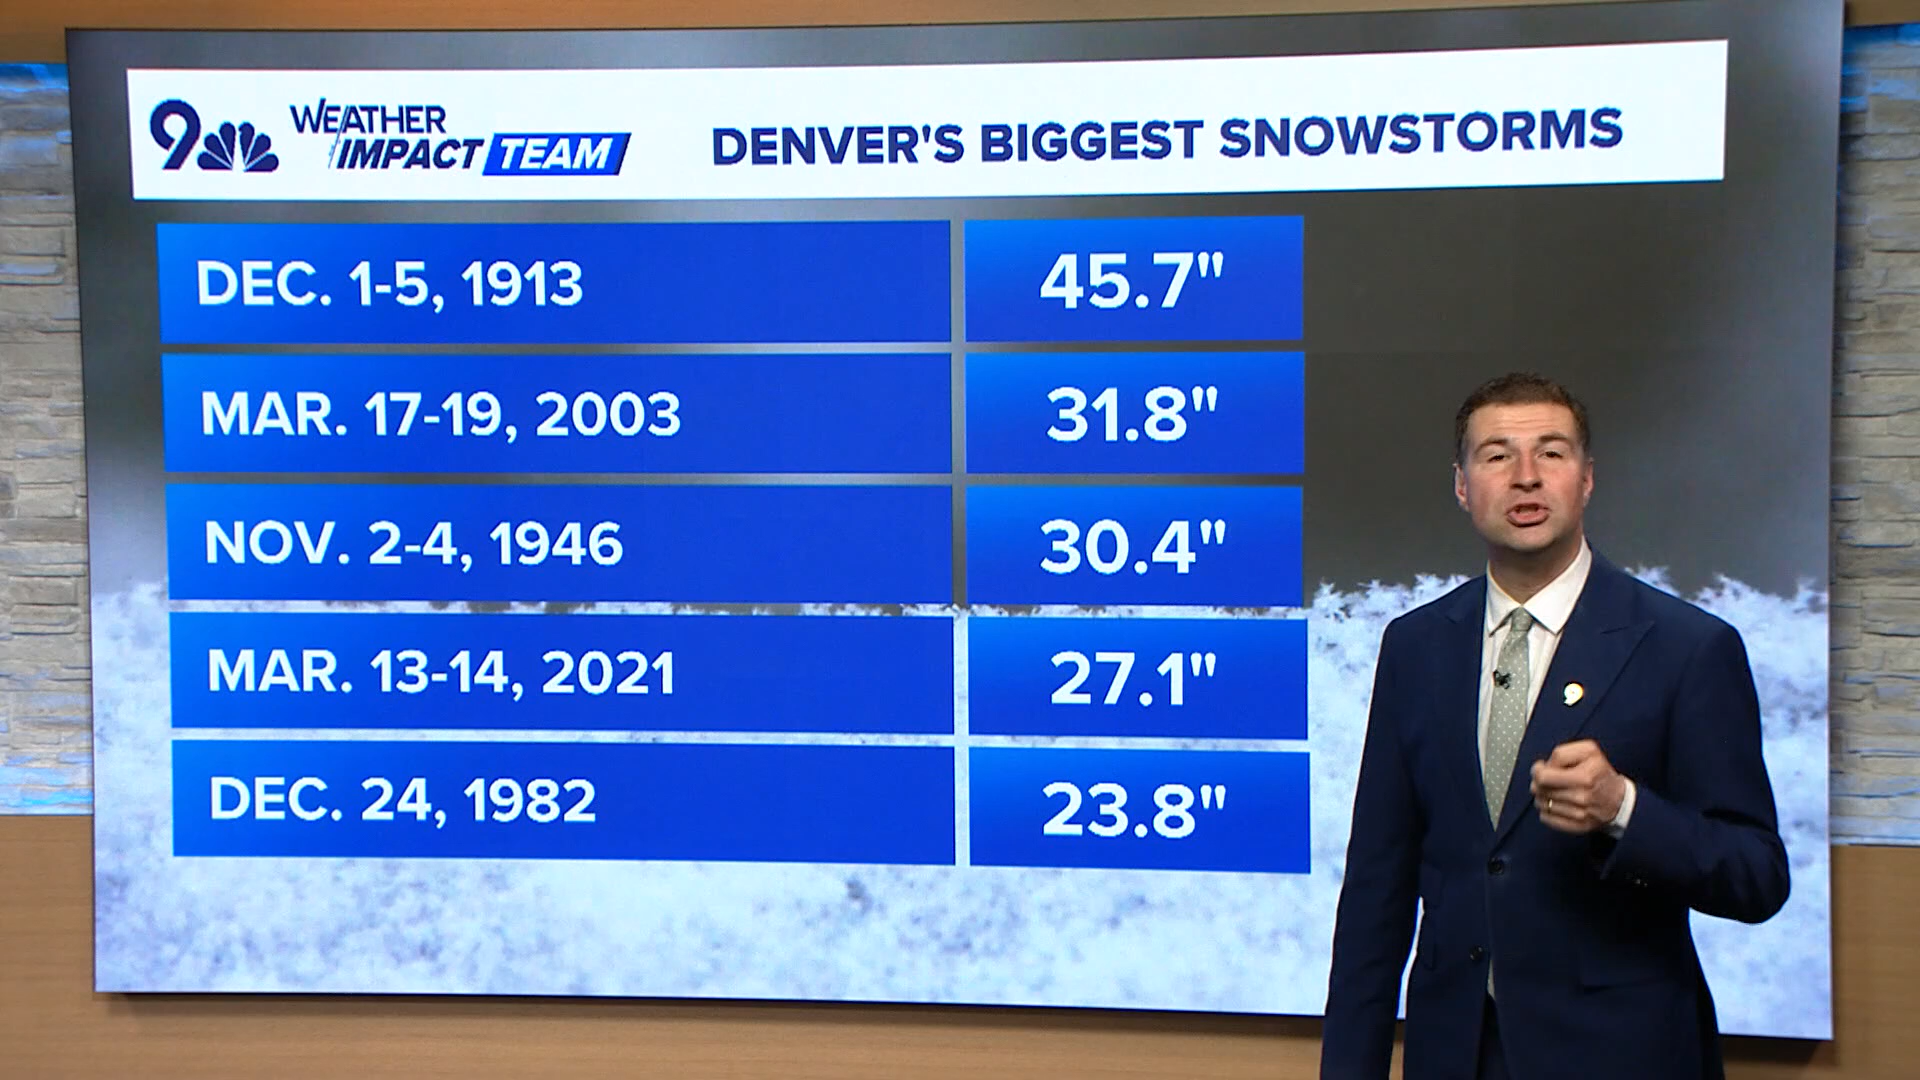 9 WEATHER IMPACT TEAM
DENVER'S BIGGEST SNOWSTORMS
DEC. 1-5, 1913 45.7"
MAR. 17-19, 2003 31.8"
NOV. 2-4, 1946 30.4"
MAR. 13-14, 2021 27.1"
DEC. 24, 1982 23.8"
9